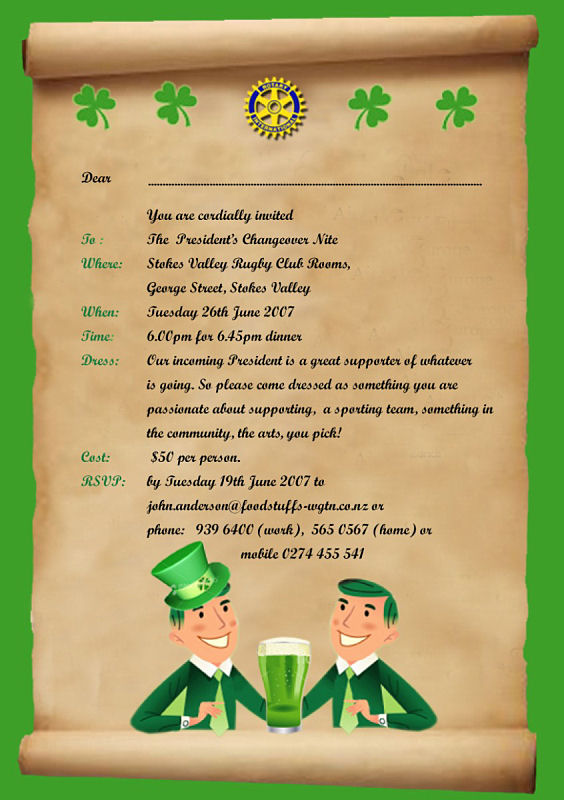 ROTARY
INTERNATIONAL
Dear ..............................................................
You are cordially invited
To : The President's Changeover Nite
Where: Stokes Valley Rugby Club Rooms,
George Street, Stokes Valley
When: Tuesday 26th June 2007
Time: 6.00pm for 6.45pm dinner
Dress: Our incoming President is a great supporter of whatever
is going. So please come dressed as something you are
passionate about supporting, a sporting team, something in
the community, the arts, you pick!
Cost: $50 per person.
RSVP: by Tuesday 19th June 2007 to
john.anderson@foodstuffs-wgtn.co.nz or
phone: 939 6400 (work), 565 0567 (home) or
mobile 0274 455 541